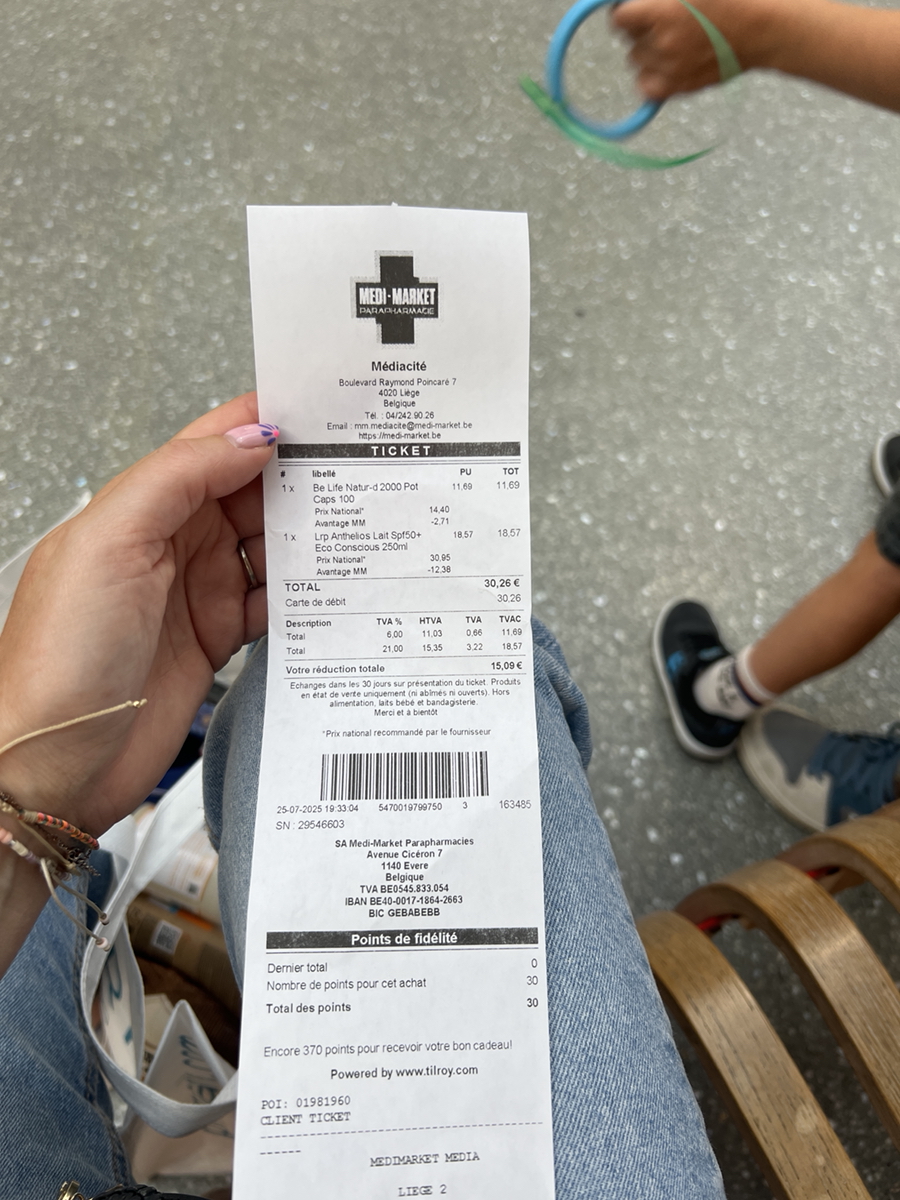 MEDI-MARKET
PARAPHARMACIE
Médiacité
Boulevard Raymond Poincaré 7
4020 Liège
Belgique
Tél. : 04/242.90.26
Email : mm.mediacite@medi-market.be
https://medi-market.be
TICKET
# libellé PU TOT
1 x Be Life Natur-d 2000 Pot 11,69 11,69
Caps 100
Prix National* 14,40
Avantage MM -2,71
1 x Lrp Anthelios Lait Spf50+ 18,57 18,57
Eco Conscious 250ml
Prix National* 30,95
Avantage MM -12,38
TOTAL 30,26 €
Carte de débit 30,26
Description TVA % HTVA TVA TVAC
Total 6,00 11,03 0,66 11,69
Total 21,00 15,35 3,22 18,57
Votre réduction totale 15,09 €
Echanges dans les 30 jours sur présentation du ticket. Produits
en état de vente uniquement (ni abîmés ni ouverts). Hors
alimentation, laits bébé et bandagisterie.
Merci et à bientôt
*Prix national recommandé par le fournisseur
25-07-2025 19:33:04 5470019799750 3 163485
SN : 29546603
SA Medi-Market Parapharmacies
Avenue Cicéron 7
1140 Evere
Belgique
TVA BE0545.833.054
IBAN BE40-0017-1864-2663
BIC GEBABEBB
Points de fidélité
Dernier total 0
Nombre de points pour cet achat 30
Total des points 30
Encore 370 points pour recevoir votre bon cadeau!
Powered by www.tilroy.com
POI: 01981960
CLIENT TICKET
MEDIMARKET MEDIA
LIEGE 2